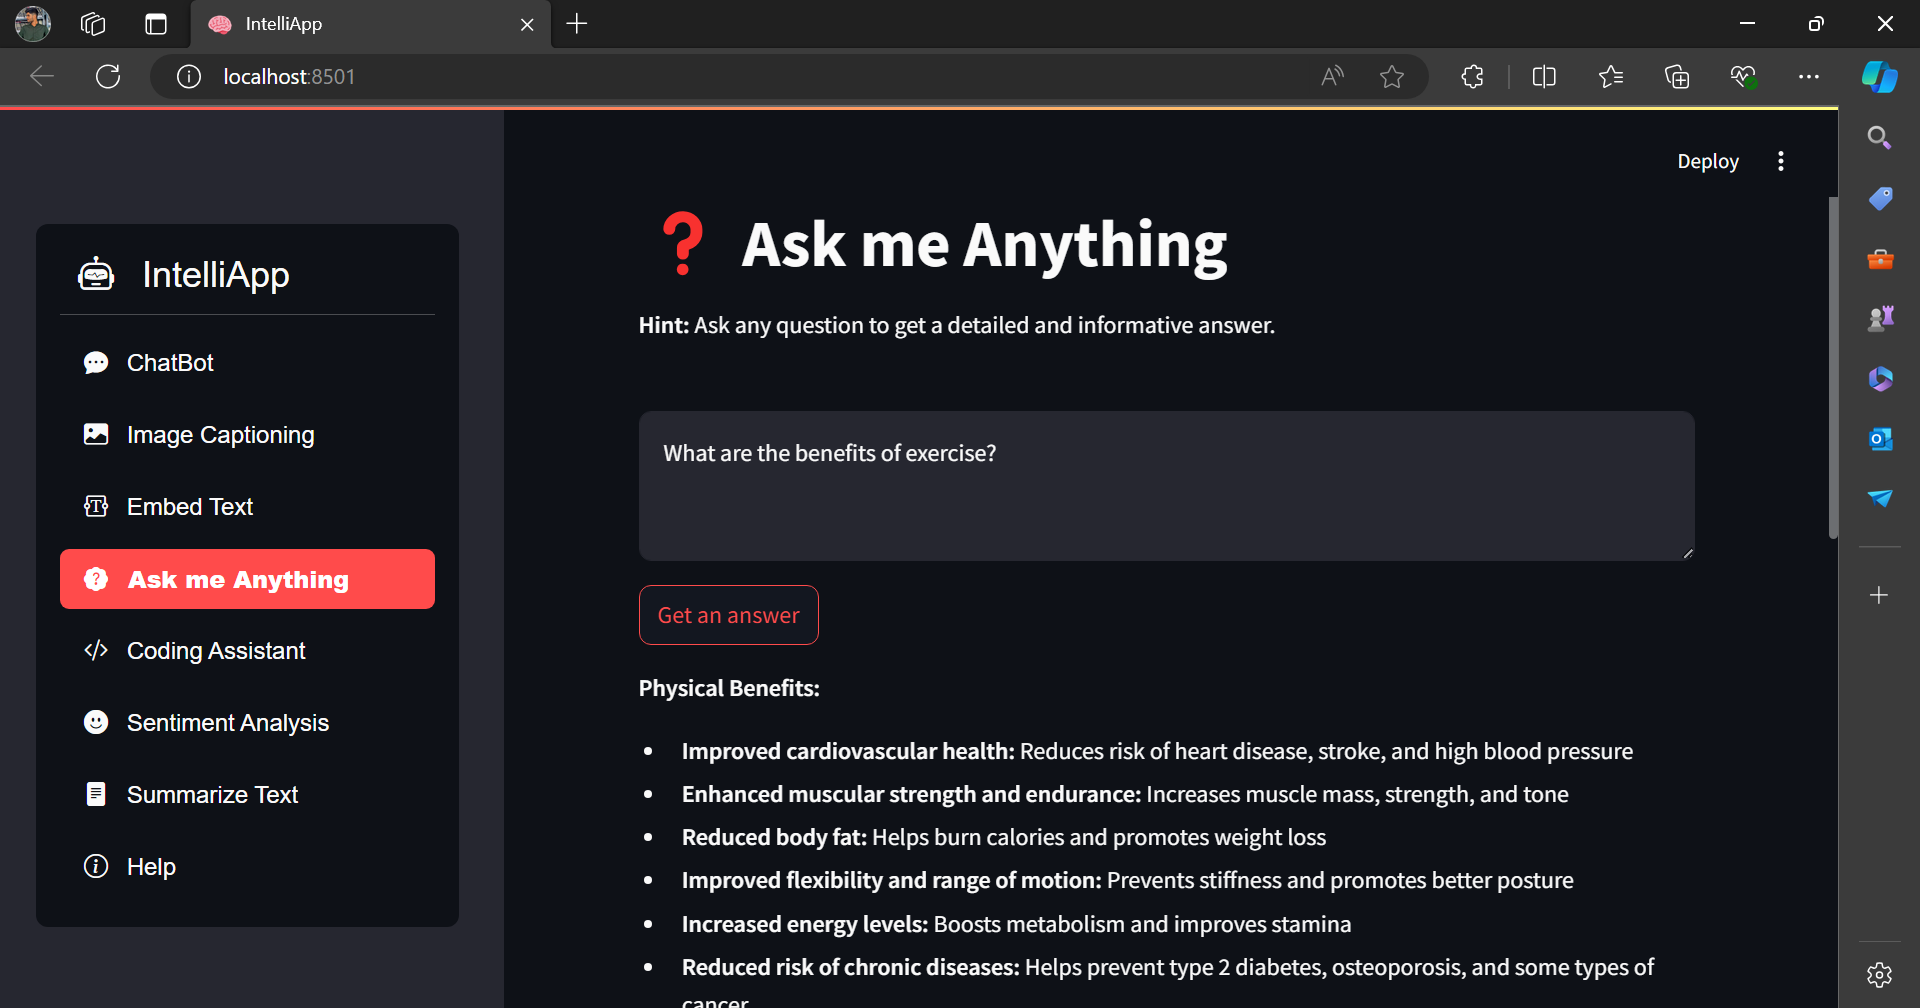 IntelliApp
localhost:8501
Deploy
IntelliApp
ChatBot
Image Captioning
Embed Text
Ask me Anything
Coding Assistant
Sentiment Analysis
Summarize Text
Help
❓ Ask me Anything
Hint: Ask any question to get a detailed and informative answer.
What are the benefits of exercise?
Get an answer
Physical Benefits:
• Improved cardiovascular health: Reduces risk of heart disease, stroke, and high blood pressure
• Enhanced muscular strength and endurance: Increases muscle mass, strength, and tone
• Reduced body fat: Helps burn calories and promotes weight loss
• Improved flexibility and range of motion: Prevents stiffness and promotes better posture
• Increased energy levels: Boosts metabolism and improves stamina
• Reduced risk of chronic diseases: Helps prevent type 2 diabetes, osteoporosis, and some types of
cancer